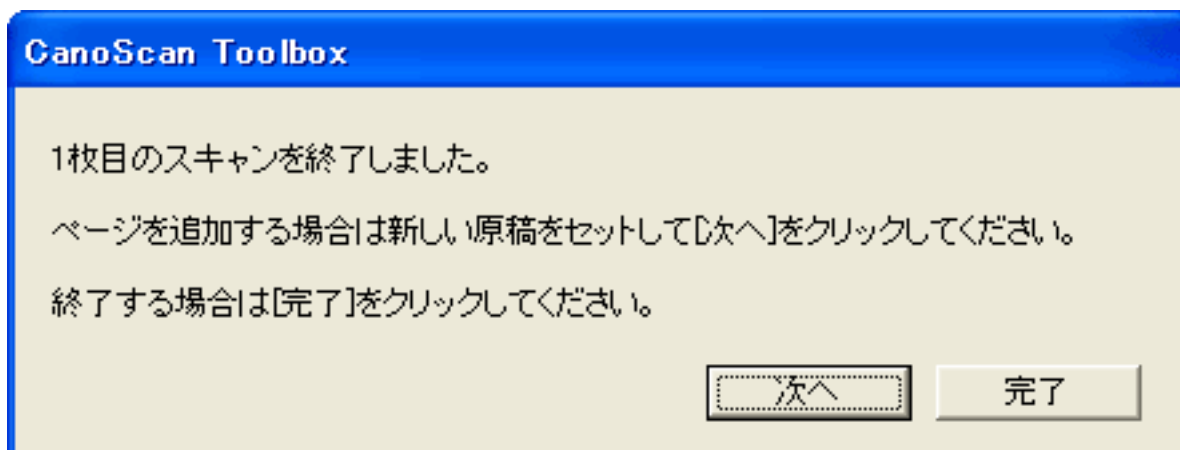 CanoScan Toolbox
1枚目のスキャンを終了しました。
ページを追加する場合は新しい原稿をセットして[次へ]をクリックしてください。
終了する場合は[完了]をクリックしてください。
次へ 完了